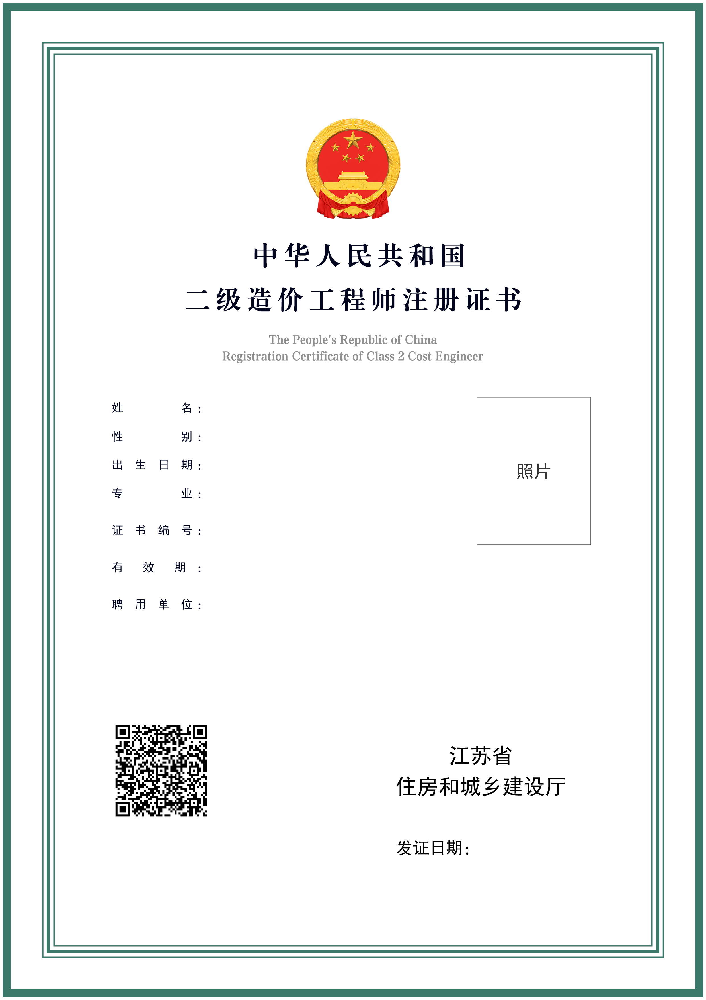 中华人民共和国
二级造价工程师注册证书
The People's Republic of China
Registration Certificate of Class 2 Cost Engineer
姓名：
性别：
出生日期：
专业：
证书编号：
有效期：
聘用单位：
照片
江苏省
住房和城乡建设厅
发证日期：